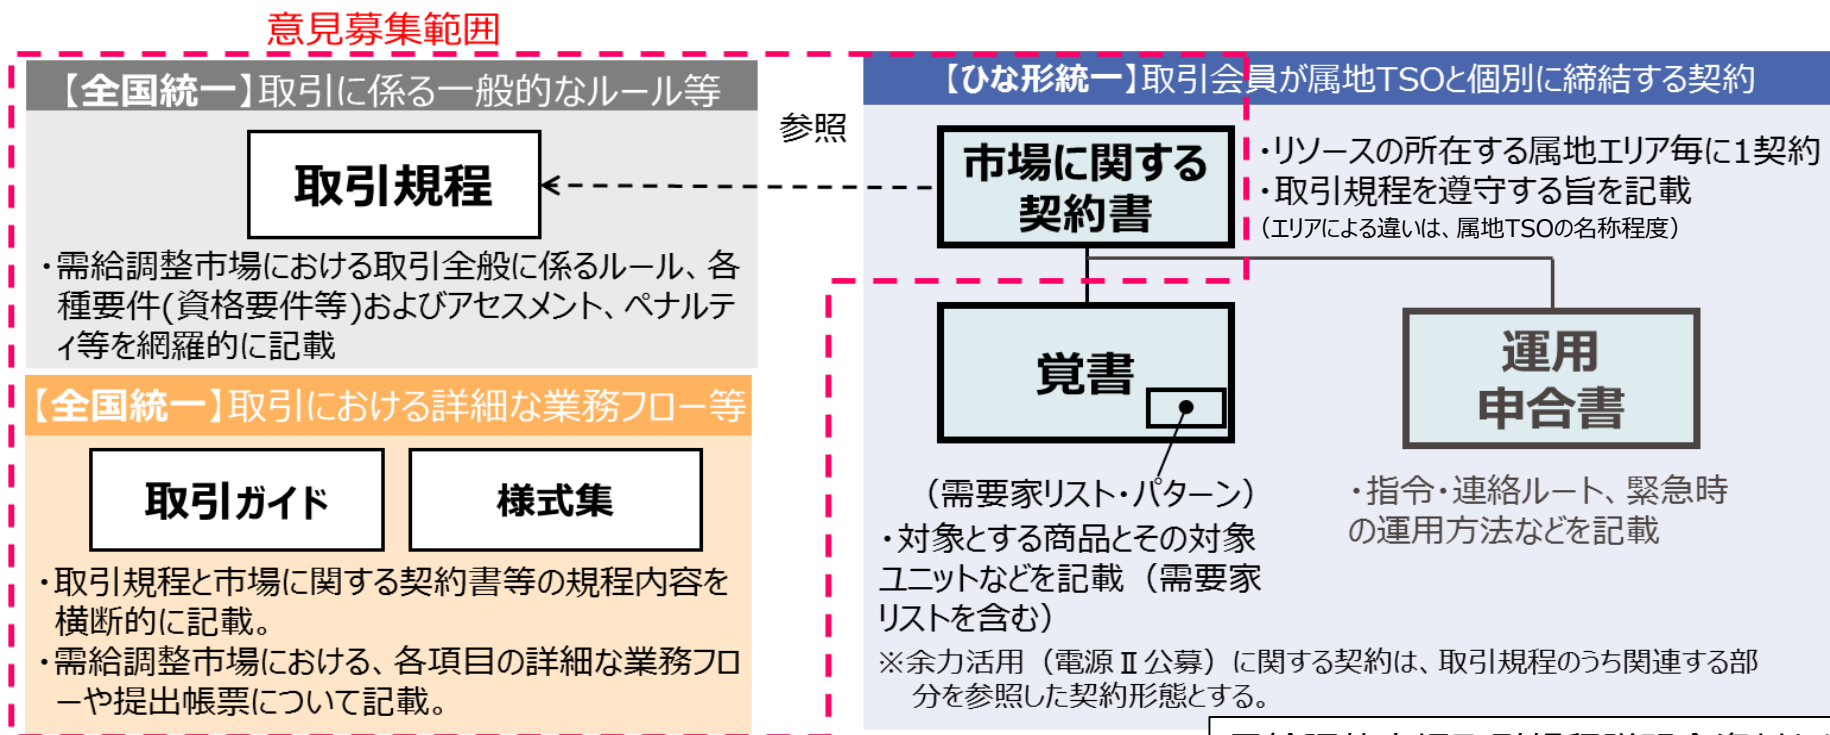 意見募集範囲
【全国統一】取引に係る一般的なルール等
取引規程
・需給調整市場における取引全般に係るルール、各
種要件(資格要件等)およびアセスメント、ペナルテ
ィ等を網羅的に記載
【全国統一】取引における詳細な業務フロー等
取引ガイド
様式集
・取引規程と市場に関する契約書等の規程内容を
横断的に記載。
・需給調整市場における、各項目の詳細な業務フロ
ーや提出帳票について記載。
参照
【ひな形統一】取引会員が属地TSOと個別に締結する契約
市場に関する
契約書
・リソースの所在する属地エリア毎に1契約
・取引規程を遵守する旨を記載
（エリアによる違いは、属地TSOの名称程度）
覚書
（需要家リスト・パターン）
・対象とする商品とその対象
ユニットなどを記載（需要家
リストを含む）
運用
申合書
・指令・連絡ルート、緊急時
の運用方法などを記載
※余力活用（電源Ⅱ公募）に関する契約は、取引規程のうち関連する部
分を参照した契約形態とする。